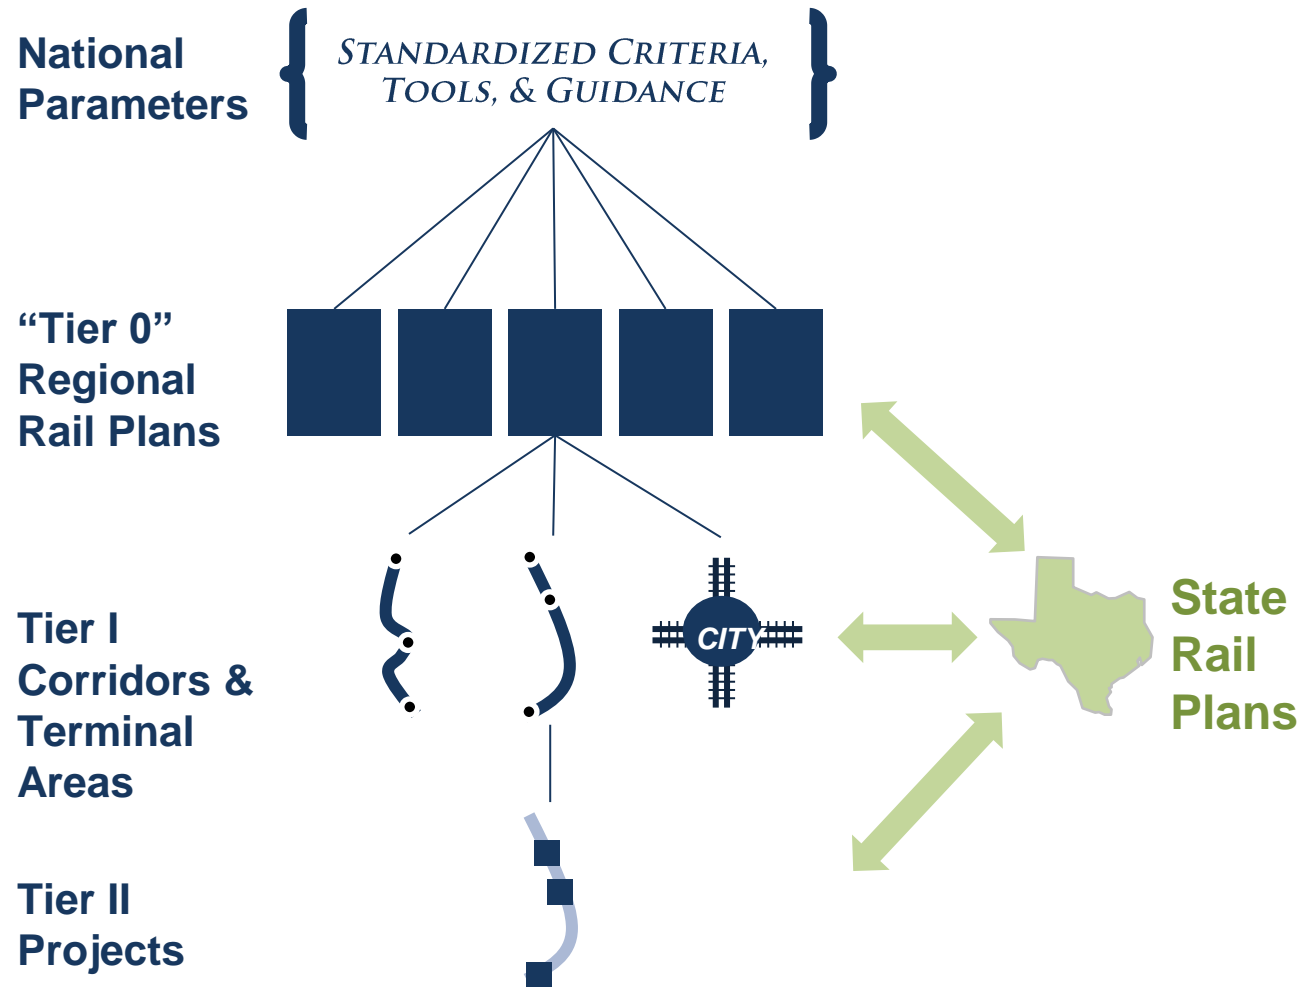 National
Parameters
STANDARDIZED CRITERIA,
TOOLS, & GUIDANCE
“Tier 0”
Regional
Rail Plans
Tier I
Corridors &
Terminal
Areas
CITY
State
Rail
Plans
Tier II
Projects